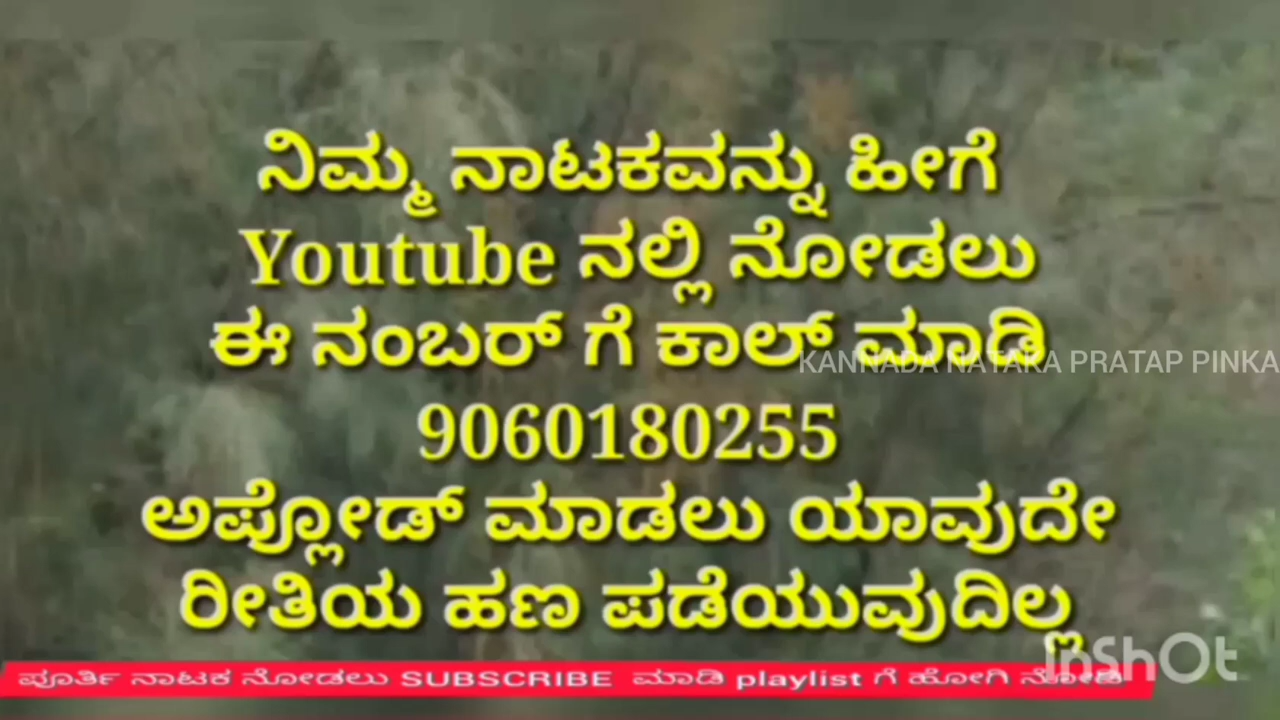 ನಿಮ್ಮ ನಾಟಕವನ್ನು ಹೀಗೆ
Youtube ನಲ್ಲಿ ನೋಡಲು
ಈ ನಂಬರ್ ಗೆ ಕಾಲ್ ಮಾಡಿ
KANNADA NATAKA PRATAP PINKA
9060180255
ಅಪ್ಲೋಡ್ ಮಾಡಲು ಯಾವುದೇ
ರೀತಿಯ ಹಣ ಪಡೆಯುವುದಿಲ್ಲ
InShOt
ಪೂರ್ತಿ ನಾಟಕ ನೋಡಲು SUBSCRIBE ಮಾಡಿ playlist ಗೆ ಹೋಗಿ